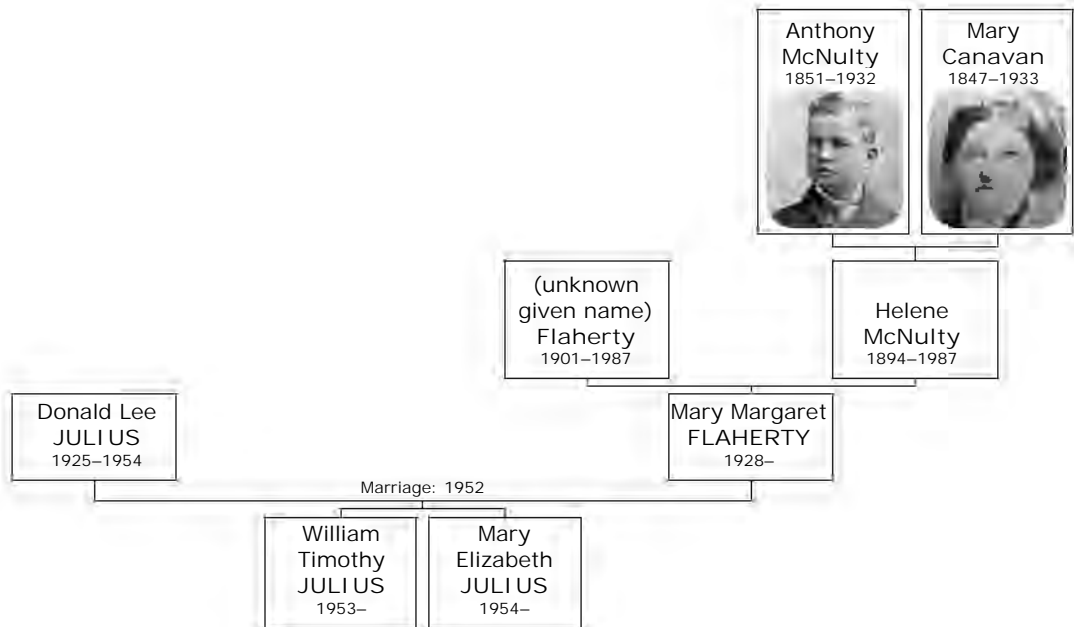 Anthony
McNulty
1851–1932
Mary
Canavan
1847–1933
(unknown
given name)
Flaherty
1901–1987
Helene
McNulty
1894–1987
Donald Lee
JULIUS
1925–1954
Mary Margaret
FLAHERTY
1928–
Marriage: 1952
William
Timothy
JULIUS
1953–
Mary
Elizabeth
JULIUS
1954–